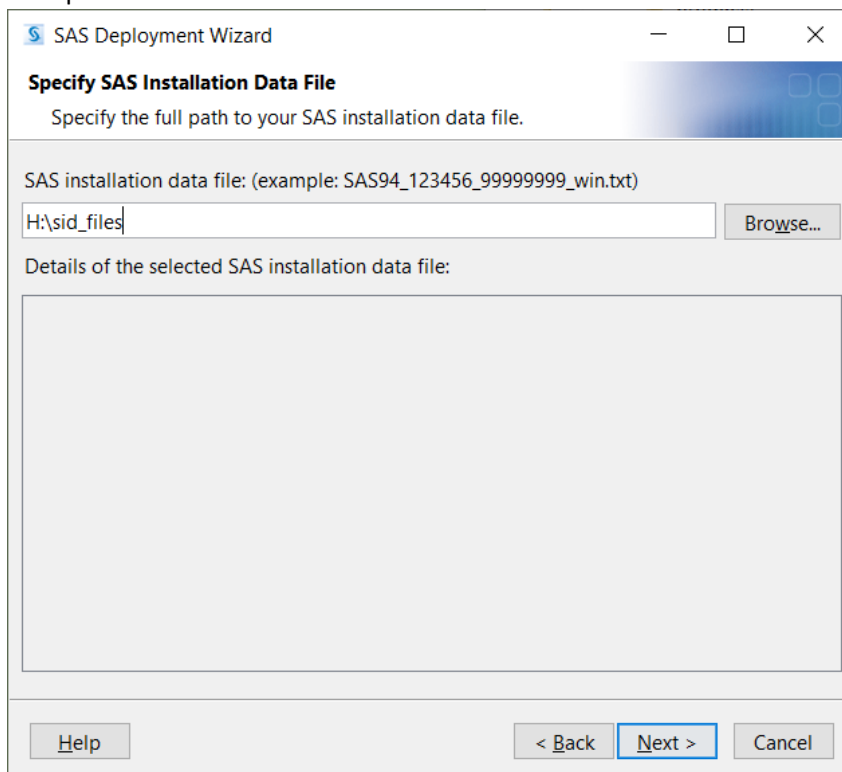 SAS Deployment Wizard
Specify SAS Installation Data File
Specify the full path to your SAS installation data file.
SAS installation data file: (example: SAS94_123456_99999999_win.txt)
H:\sid_files
Browse...
Details of the selected SAS installation data file:
Help
< Back
Next >
Cancel